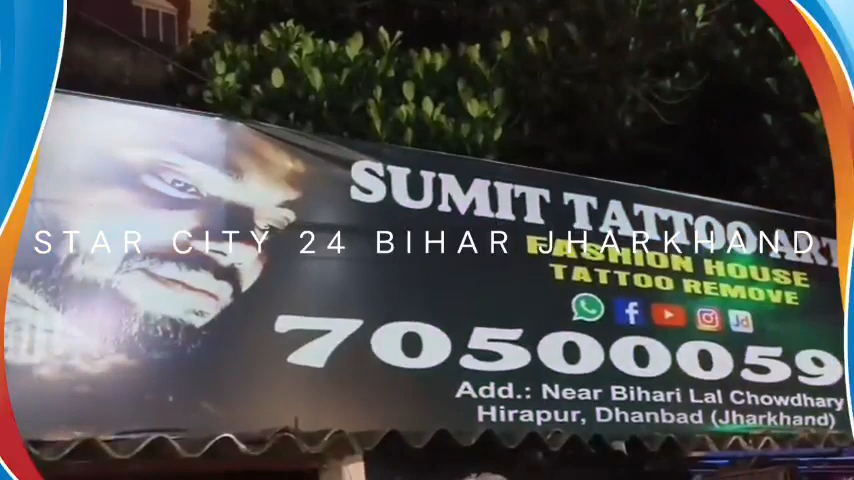 SUMIT TATTOO ART
STAR CITY 24 BIHAR JHARKHAND
FASHION HOUSE
TATTOO REMOVE
Jd
70500059
Add.: Near Bihari Lal Chowdhary
Hirapur, Dhanbad (Jharkhand)